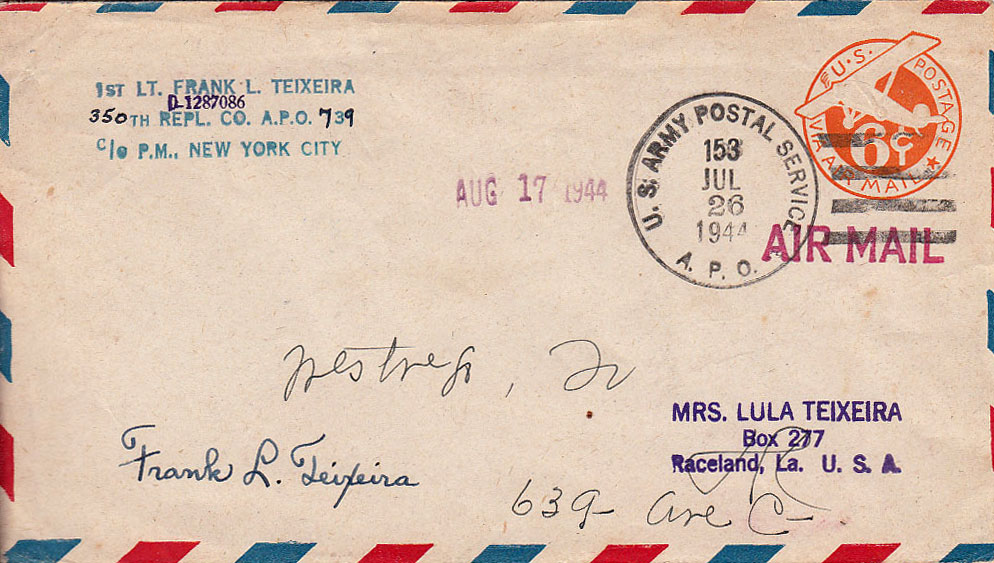 1ST LT. FRANK L. TEIXEIRA
O-1287086
350TH REPL. CO. A.P.O. 739
C/O P.M., NEW YORK CITY
AUG 17 1944
U. S. ARMY POSTAL SERVICE
153
JUL
26
1944
A. P. O.
U.S. POSTAGE
6¢
VIA AIR MAIL
AIR MAIL
Westwego,
MRS. LULA TEIXEIRA
Box 277
Raceland, La. U. S. A.
Frank L. Teixeira
639 Ave C